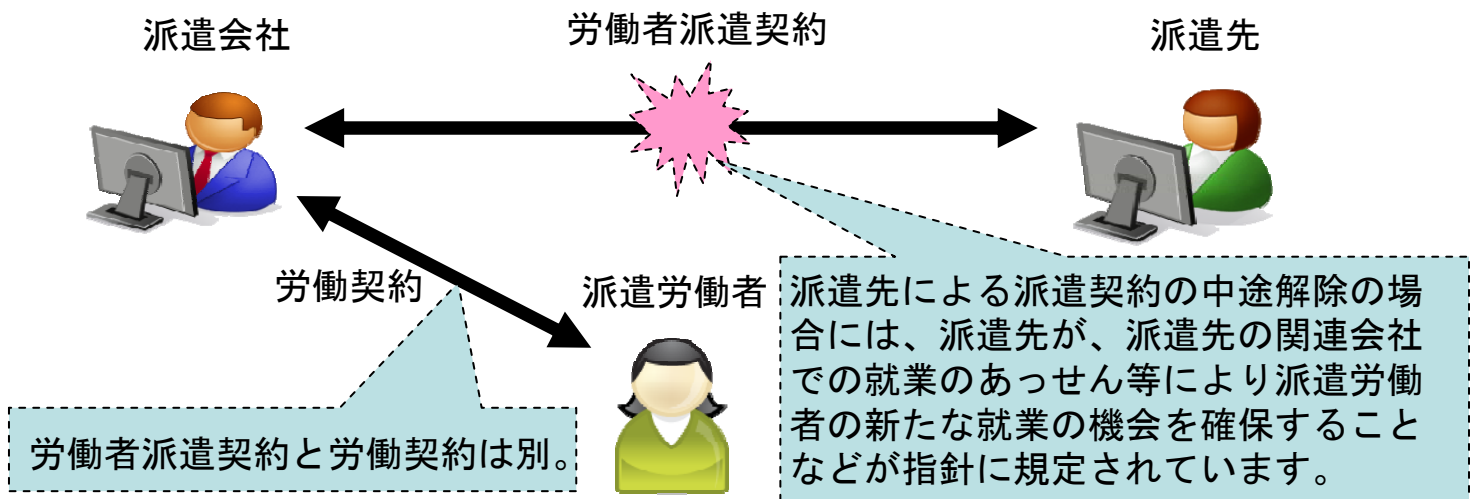 派遣会社
労働者派遣契約
派遣先
労働契約
派遣労働者
派遣先による派遣契約の中途解除の場
合には、派遣先が、派遣先の関連会社
での就業のあっせん等により派遣労働
者の新たな就業の機会を確保すること
などが指針に規定されています。
労働者派遣契約と労働契約は別。